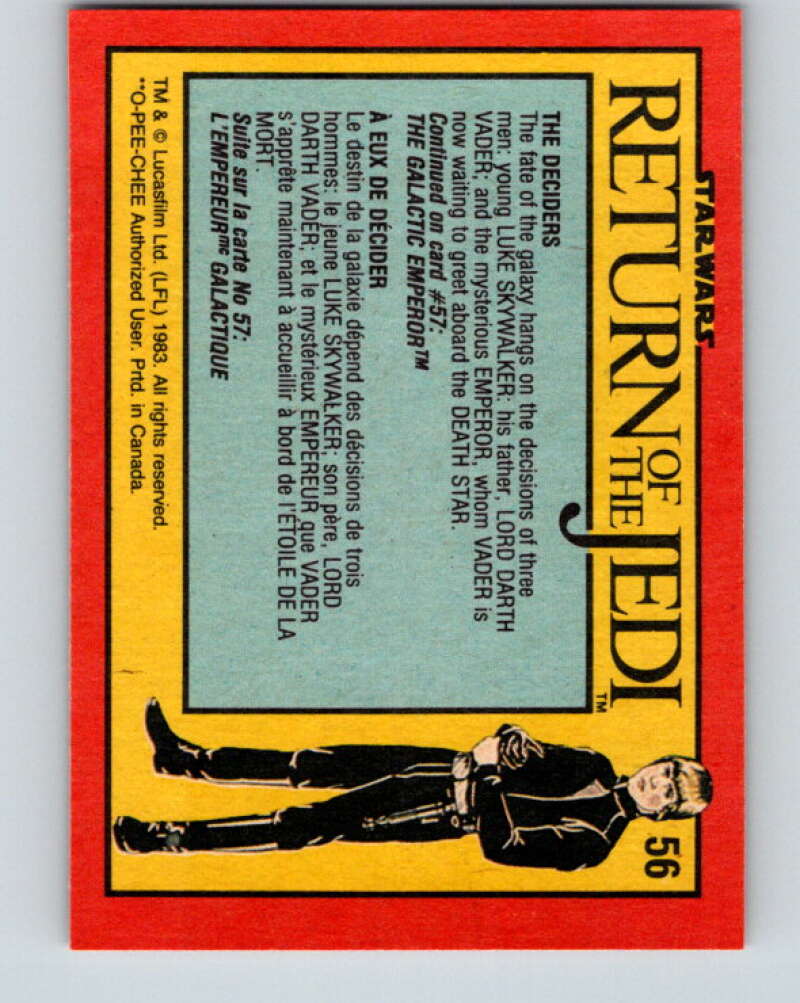 STAR WARS
RETURN OF THE JEDI™
56
THE DECIDERS
The fate of the galaxy hangs on the decisions of three
men: young LUKE SKYWALKER; his father, LORD DARTH
VADER; and the mysterious EMPEROR, whom VADER is
now waiting to greet aboard the DEATH STAR.
Continued on card #57:
THE GALACTIC EMPEROR™
À EUX DE DÉCIDER
Le destin de la galaxie dépend des décisions de trois
hommes: le jeune LUKE SKYWALKER; son père, LORD
DARTH VADER; et le mystérieux EMPEREUR que VADER
s'apprête maintenant à accueillir à bord de l'ÉTOILE DE LA
MORT.
Suite sur la carte No 57:
L'EMPEREURᵐᶜ GALACTIQUE
TM & © Lucasfilm Ltd. (LFL) 1983. All rights reserved.
**O-PEE-CHEE Authorized User. Prtd. in Canada.